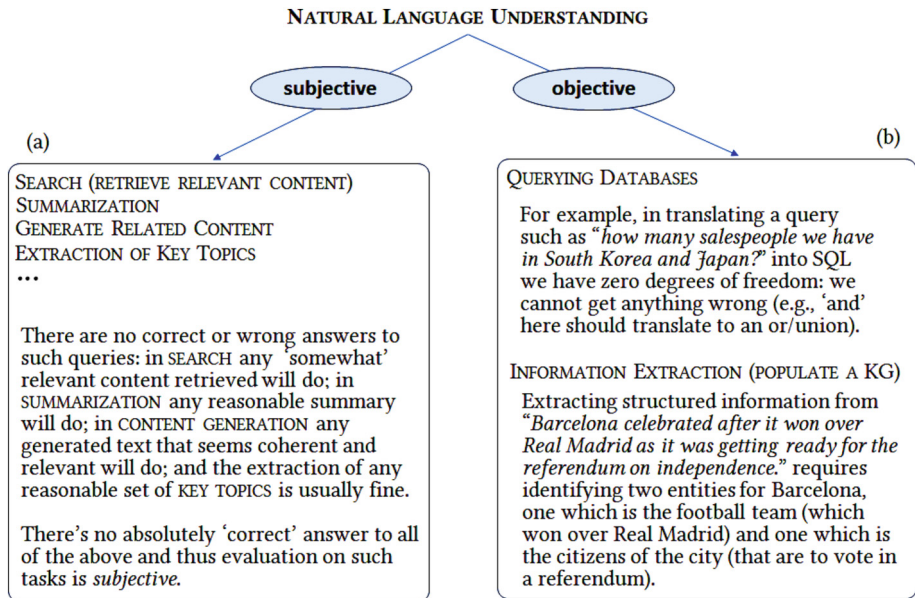 NATURAL LANGUAGE UNDERSTANDING
subjective
objective
(a)
SEARCH (RETRIEVE RELEVANT CONTENT)
SUMMARIZATION
GENERATE RELATED CONTENT
EXTRACTION OF KEY TOPICS
...
There are no correct or wrong answers to
such queries: in SEARCH any ‘somewhat’
relevant content retrieved will do; in
SUMMARIZATION any reasonable summary
will do; in CONTENT GENERATION any
generated text that seems coherent and
relevant will do; and the extraction of any
reasonable set of KEY TOPICS is usually fine.
There's no absolutely ‘correct’ answer to all
of the above and thus evaluation on such
tasks is subjective.
(b)
QUERYING DATABASES
For example, in translating a query
such as “how many salespeople we have
in South Korea and Japan?” into SQL
we have zero degrees of freedom: we
cannot get anything wrong (e.g., ‘and’
here should translate to an or/union).
INFORMATION EXTRACTION (POPULATE A KG)
Extracting structured information from
“Barcelona celebrated after it won over
Real Madrid as it was getting ready for the
referendum on independence.” requires
identifying two entities for Barcelona,
one which is the football team (which
won over Real Madrid) and one which is
the citizens of the city (that are to vote in
a referendum).